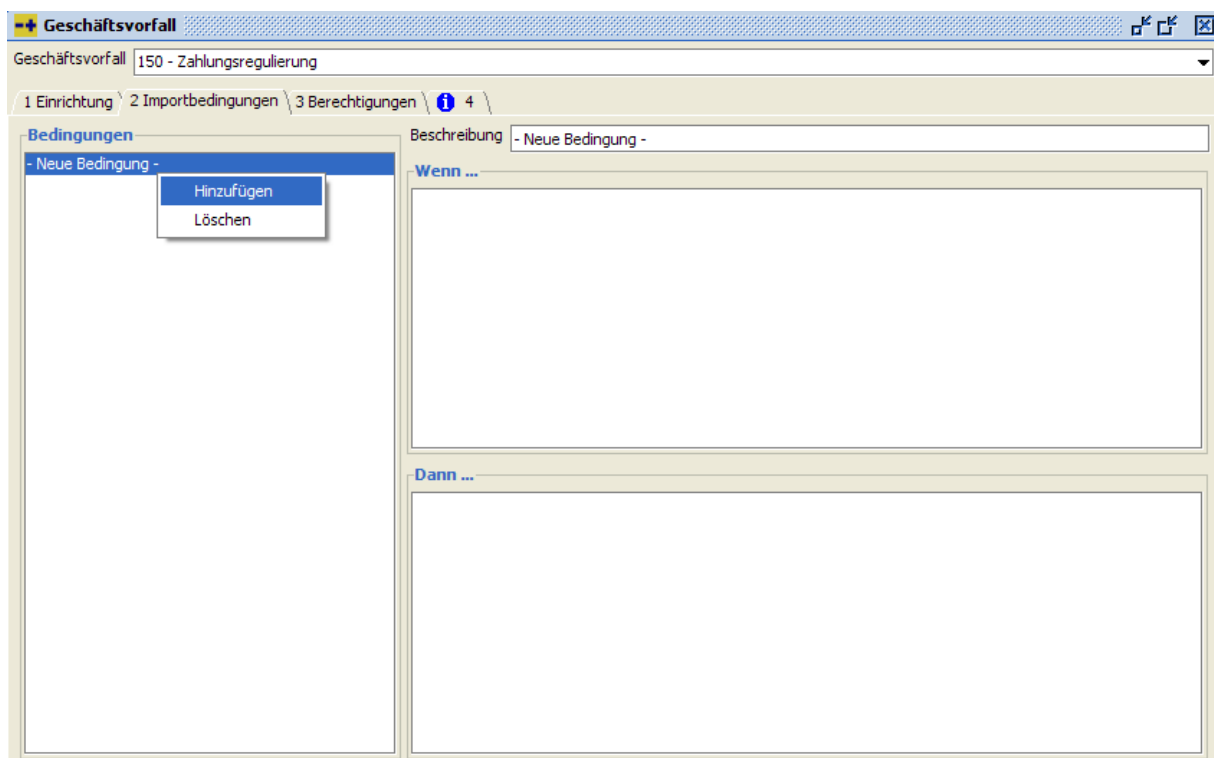 Geschäftsvorfall
Geschäftsvorfall 150 - Zahlungsregulierung
1 Einrichtung 2 Importbedingungen 3 Berechtigungen 4
Bedingungen
- Neue Bedingung -
Hinzufügen
Löschen
Beschreibung - Neue Bedingung -
Wenn ...
Dann ...